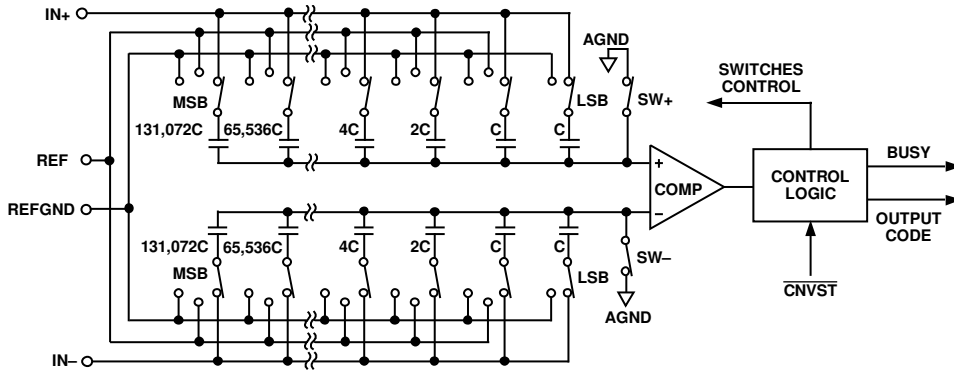 IN+
AGND
SWITCHES
CONTROL
MSB
LSB
SW+
131,072C
65,536C
4C
2C
C
C
REF
+
COMP
–
CONTROL
LOGIC
BUSY
REFGND
OUTPUT
CODE
131,072C
65,536C
4C
2C
C
C
MSB
LSB
SW–
CNVST
AGND
IN–